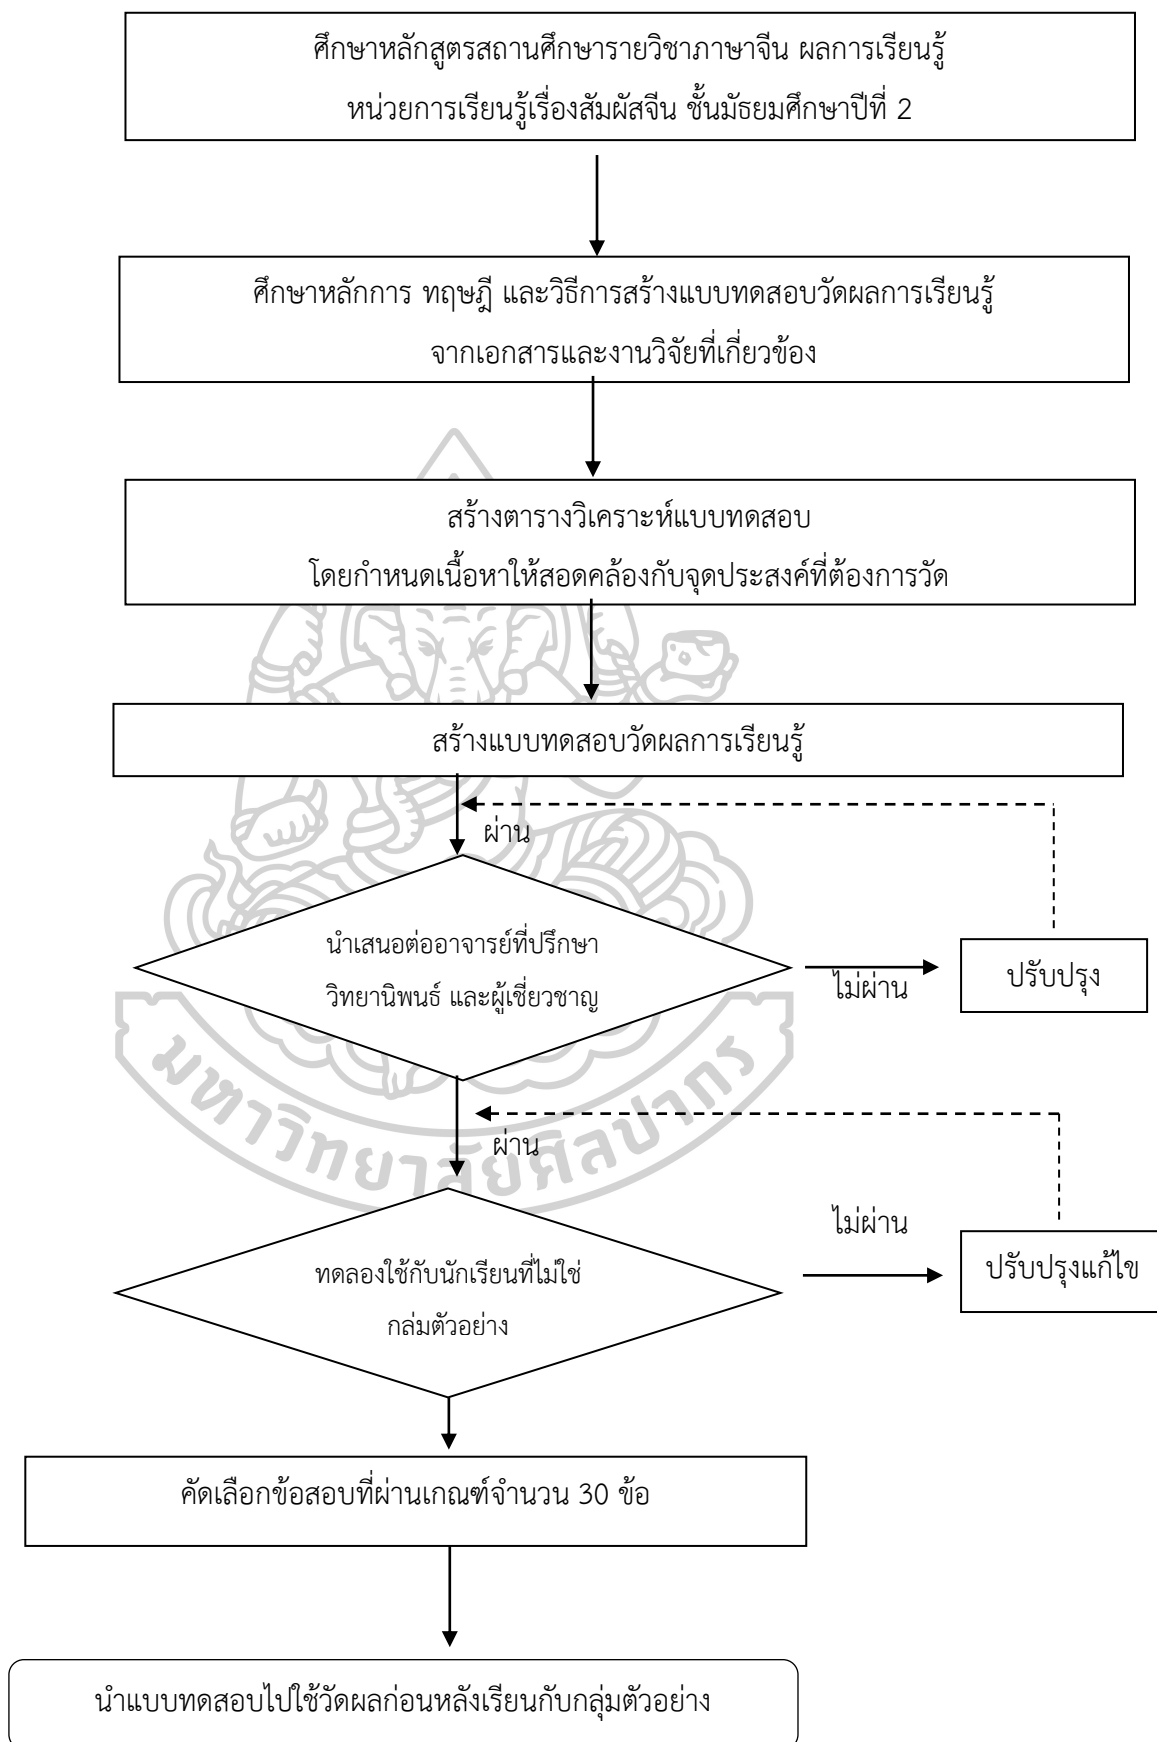 ศึกษาหลักสูตรสถานศึกษารายวิชาภาษาจีน ผลการเรียนรู้
หน่วยการเรียนรู้เรื่องสัมผัสจีน ชั้นมัธยมศึกษาปีที่ 2
ศึกษาหลักการ ทฤษฎี และวิธีการสร้างแบบทดสอบวัดผลการเรียนรู้
จากเอกสารและงานวิจัยที่เกี่ยวข้อง
สร้างตารางวิเคราะห์แบบทดสอบ
โดยกำหนดเนื้อหาให้สอดคล้องกับจุดประสงค์ที่ต้องการวัด
สร้างแบบทดสอบวัดผลการเรียนรู้
ผ่าน
นำเสนอต่ออาจารย์ที่ปรึกษา
วิทยานิพนธ์ และผู้เชี่ยวชาญ
ไม่ผ่าน
ปรับปรุง
มหาวิทยาลัยศิลปากร
ผ่าน
ไม่ผ่าน
ทดลองใช้กับนักเรียนที่ไม่ใช่
กลุ่มตัวอย่าง
ปรับปรุงแก้ไข
คัดเลือกข้อสอบที่ผ่านเกณฑ์จำนวน 30 ข้อ
นำแบบทดสอบไปใช้วัดผลก่อนหลังเรียนกับกลุ่มตัวอย่าง